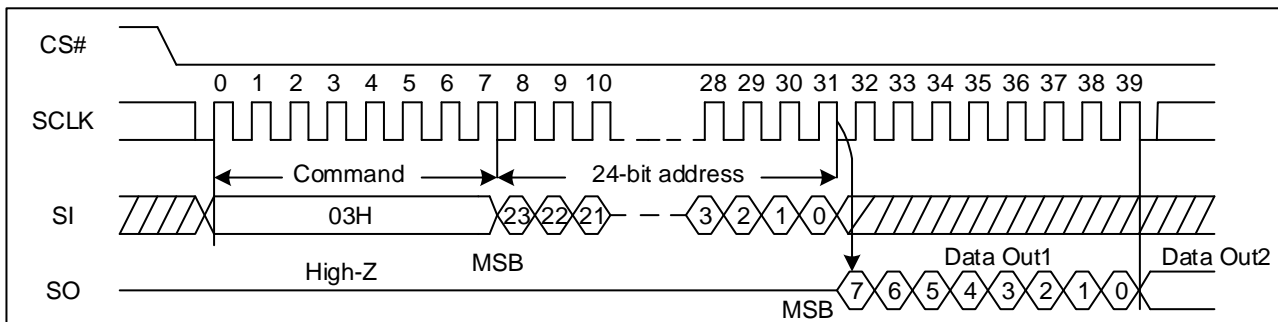 CS#
0 1 2 3 4 5 6 7 8 9 10 28 29 30 31 32 33 34 35 36 37 38 39
SCLK
Command 24-bit address
SI 03H 23 22 21 3 2 1 0
High-Z MSB Data Out1 Data Out2
SO MSB 7 6 5 4 3 2 1 0